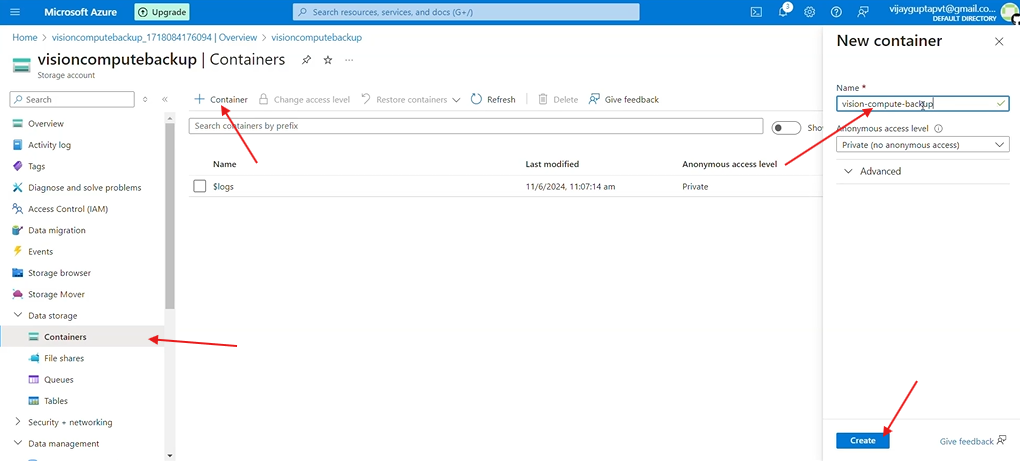 Microsoft Azure
Upgrade
Search resources, services, and docs (G+/)
3
vijayguptapvt@gmail.co...
DEFAULT DIRECTORY
Home > visioncomputebackup_1718084176094 | Overview > visioncomputebackup
visioncomputebackup | Containers
Storage account
Search
Overview
Activity log
Tags
Diagnose and solve problems
Access Control (IAM)
Data migration
Events
Storage browser
Storage Mover
Data storage
Containers
File shares
Queues
Tables
Security + networking
Data management
+ Container
Change access level
Restore containers
Refresh
Delete
Give feedback
Search containers by prefix
Name
Last modified
Anonymous access level
$logs
11/6/2024, 11:07:14 am
Private
New container
Name *
vision-compute-backup
Anonymous access level
Private (no anonymous access)
Advanced
Create
Give feedback